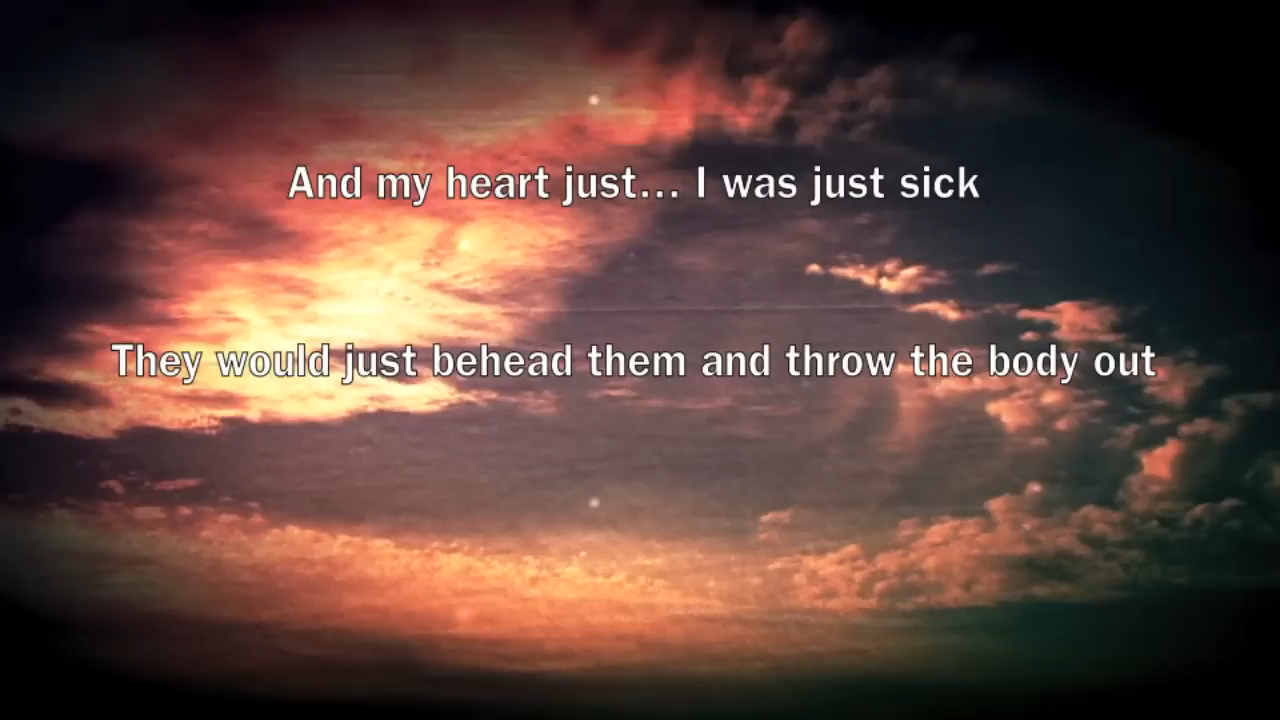 And my heart just... I was just sick
They would just behead them and throw the body out